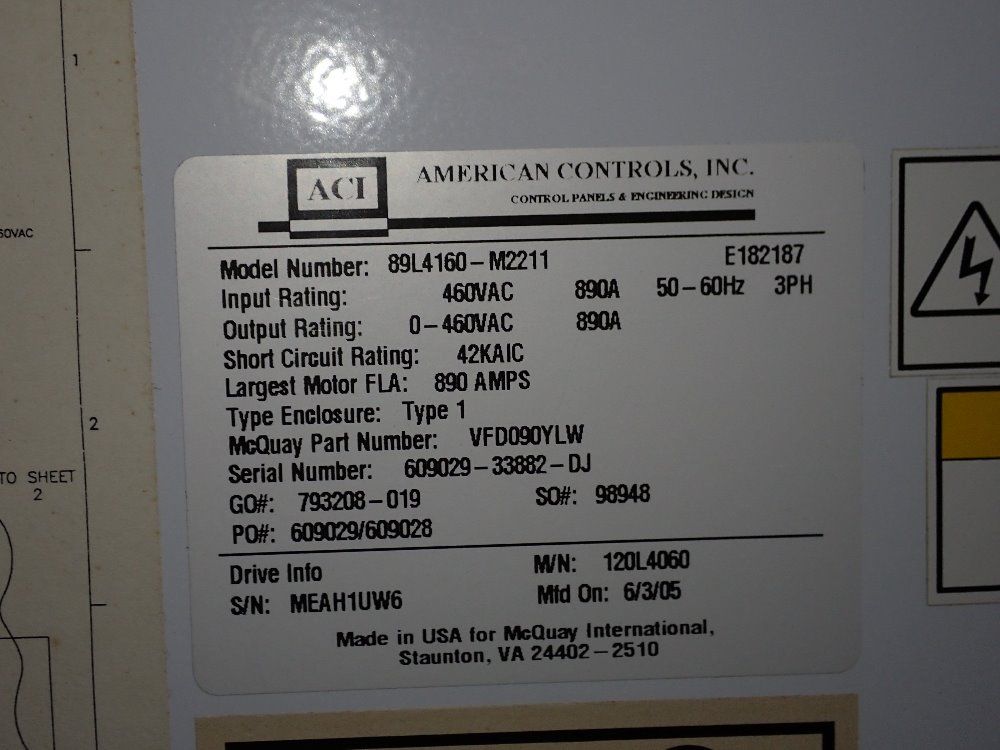 1
60VAC
2
TO SHEET
2
ACI
AMERICAN CONTROLS, INC.
CONTROL PANELS & ENGINEERING DESIGN
Model Number: 89L4160-M2211 E182187
Input Rating: 460VAC 890A 50-60Hz 3PH
Output Rating: 0-460VAC 890A
Short Circuit Rating: 42KAIC
Largest Motor FLA: 890 AMPS
Type Enclosure: Type 1
McQuay Part Number: VFD090YLW
Serial Number: 609029-33882-DJ
GO#: 793208-019 SO#: 98948
PO#: 609029/609028
Drive Info M/N: 120L4060
S/N: MEAH1UW6 Mfd On: 6/3/05
Made in USA for McQuay International,
Staunton, VA 24402-2510